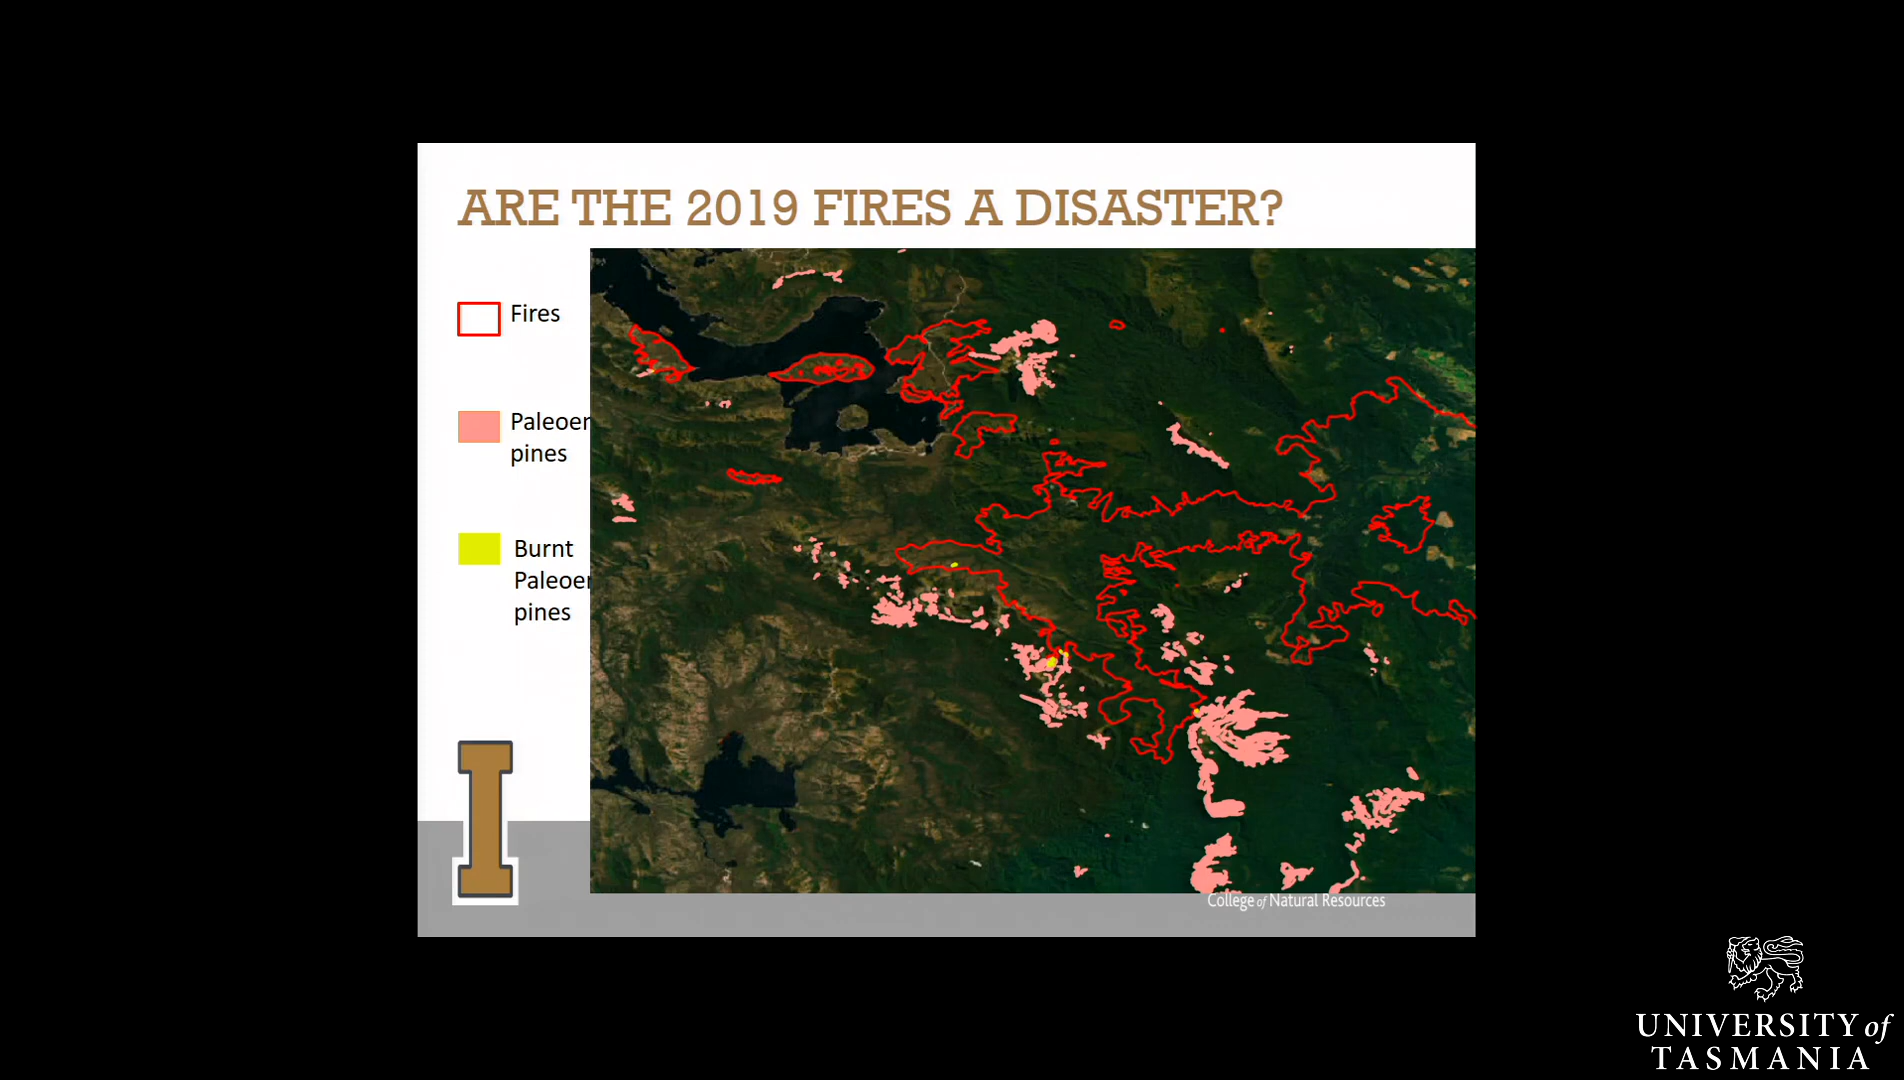 ARE THE 2019 FIRES A DISASTER?
Fires
Paleoen
pines
Burnt
Paleoen
pines
I
College of Natural Resources
UNIVERSITY of
TASMANIA